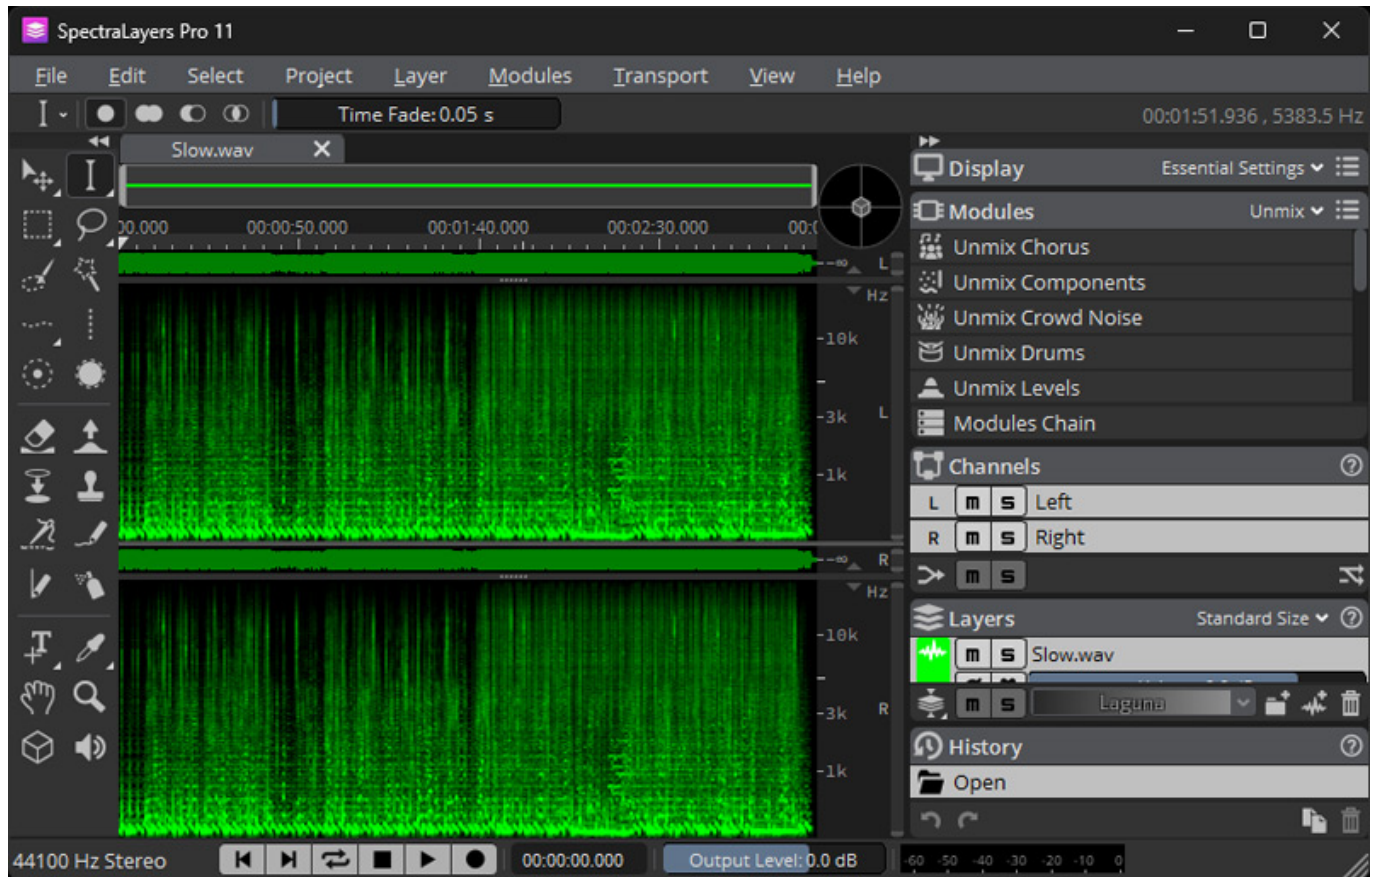 SpectraLayers Pro 11
File Edit Select Project Layer Modules Transport View Help
Time Fade: 0.05 s
00:01:51.936 , 5383.5 Hz
Slow.wav
00:00:50.000 00:01:40.000 00:02:30.000
-∞ L
Hz
10k
3k L
1k
-∞ R
Hz
10k
3k R
1k
Display Essential Settings
Modules Unmix
Unmix Chorus
Unmix Components
Unmix Crowd Noise
Unmix Drums
Unmix Levels
Modules Chain
Channels
L m s Left
R m s Right
m s
Layers Standard Size
m s Slow.wav
m s Laguna
History
Open
44100 Hz Stereo
00:00:00.000
Output Level: 0.0 dB
-60 -50 -40 -30 -20 -10 0